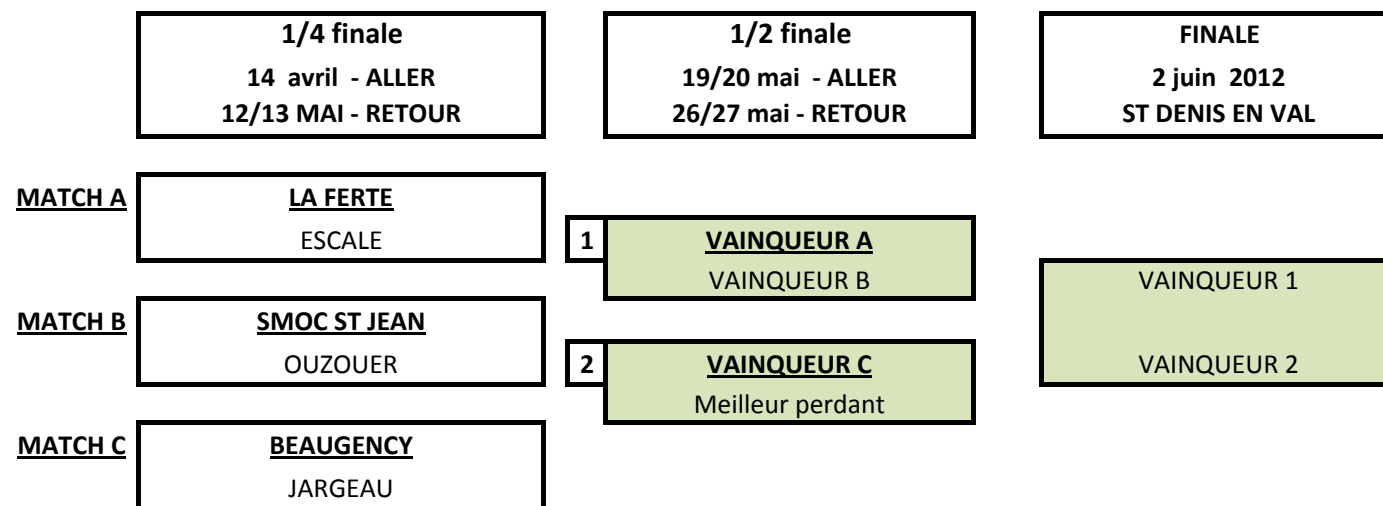 1/4 finale
14 avril - ALLER
12/13 MAI - RETOUR
1/2 finale
19/20 mai - ALLER
26/27 mai - RETOUR
FINALE
2 juin 2012
ST DENIS EN VAL
MATCH A
LA FERTE
ESCALE
1
VAINQUEUR A
VAINQUEUR B
VAINQUEUR 1
MATCH B
SMOC ST JEAN
OUZOUER
2
VAINQUEUR C
Meilleur perdant
VAINQUEUR 2
MATCH C
BEAUGENCY
JARGEAU